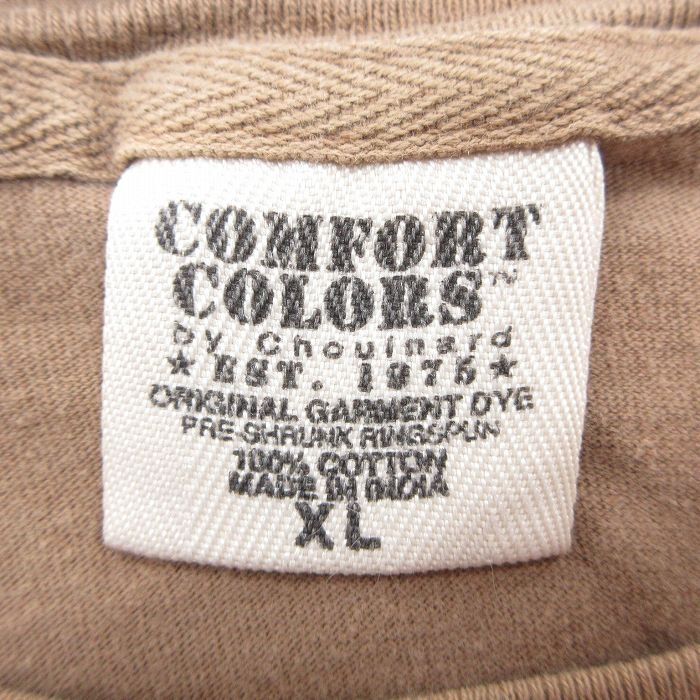 COMFORT
COLORS™
by Chouinard
★ EST. 1975 ★
ORIGINAL GARMENT DYE
PRE-SHRUNK RINGSPUN
100% COTTON
MADE IN INDIA
XL